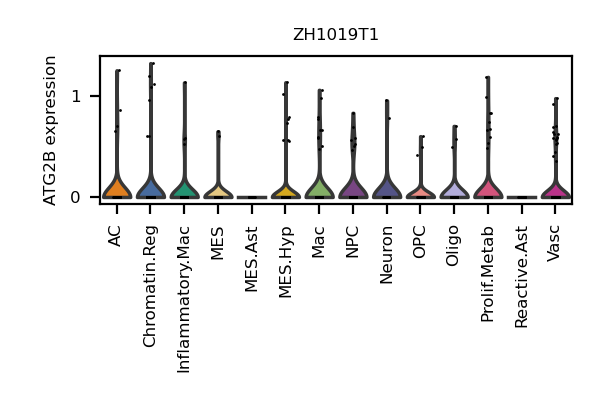 ZH1019T1
ATG2B expression
1
0
AC
Chromatin.Reg
Inflammatory.Mac
MES
MES.Ast
MES.Hyp
Mac
NPC
Neuron
OPC
Oligo
Prolif.Metab
Reactive.Ast
Vasc